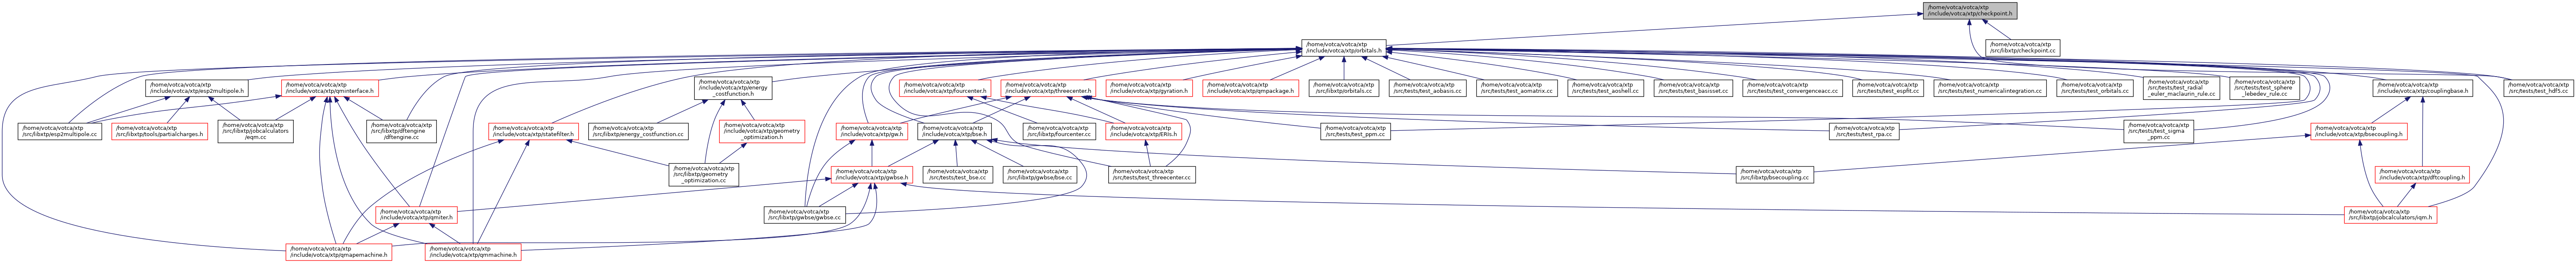 /home/votca/votca/xtp
/include/votca/xtp/checkpoint.h
/home/votca/votca/xtp
/include/votca/xtp/orbitals.h
/home/votca/votca/xtp
/src/libxtp/checkpoint.cc
/home/votca/votca/xtp
/include/votca/xtp/esp2multipole.h
/home/votca/votca/xtp
/include/votca/xtp/qminterface.h
/home/votca/votca/xtp
/include/votca/xtp/energy
_costfunction.h
/home/votca/votca/xtp
/include/votca/xtp/fourcenter.h
/home/votca/votca/xtp
/include/votca/xtp/threecenter.h
/home/votca/votca/xtp
/include/votca/xtp/gyration.h
/home/votca/votca/xtp
/include/votca/xtp/qmpackage.h
/home/votca/votca/xtp
/src/libxtp/orbitals.cc
/home/votca/votca/xtp
/src/tests/test_aobasis.cc
/home/votca/votca/xtp
/src/tests/test_aomatrix.cc
/home/votca/votca/xtp
/src/tests/test_aoshell.cc
/home/votca/votca/xtp
/src/tests/test_basisset.cc
/home/votca/votca/xtp
/src/tests/test_convergenceacc.cc
/home/votca/votca/xtp
/src/tests/test_espfit.cc
/home/votca/votca/xtp
/src/tests/test_numericalintegration.cc
/home/votca/votca/xtp
/src/tests/test_orbitals.cc
/home/votca/votca/xtp
/src/tests/test_radial
_euler_maclaurin_rule.cc
/home/votca/votca/xtp
/src/tests/test_sphere
_lebedev_rule.cc
/home/votca/votca/xtp
/include/votca/xtp/couplingbase.h
/home/votca/votca/xtp
/src/tests/test_hdf5.cc
/home/votca/votca/xtp
/src/libxtp/esp2multipole.cc
/home/votca/votca/xtp
/src/libxtp/tools/partialcharges.h
/home/votca/votca/xtp
/src/libxtp/jobcalculators
/eqm.cc
/home/votca/votca/xtp
/src/libxtp/dftengine
/dftengine.cc
/home/votca/votca/xtp
/include/votca/xtp/statefilter.h
/home/votca/votca/xtp
/src/libxtp/energy_costfunction.cc
/home/votca/votca/xtp
/include/votca/xtp/geometry
_optimization.h
/home/votca/votca/xtp
/include/votca/xtp/gw.h
/home/votca/votca/xtp
/include/votca/xtp/bse.h
/home/votca/votca/xtp
/src/libxtp/fourcenter.cc
/home/votca/votca/xtp
/include/votca/xtp/ERIs.h
/home/votca/votca/xtp
/src/tests/test_ppm.cc
/home/votca/votca/xtp
/src/tests/test_rpa.cc
/home/votca/votca/xtp
/src/tests/test_sigma
_ppm.cc
/home/votca/votca/xtp
/include/votca/xtp/bsecoupling.h
/home/votca/votca/xtp
/src/libxtp/geometry
_optimization.cc
/home/votca/votca/xtp
/include/votca/xtp/gwbse.h
/home/votca/votca/xtp
/src/tests/test_bse.cc
/home/votca/votca/xtp
/src/libxtp/gwbse/bse.cc
/home/votca/votca/xtp
/src/tests/test_threecenter.cc
/home/votca/votca/xtp
/src/libxtp/bsecoupling.cc
/home/votca/votca/xtp
/include/votca/xtp/dftcoupling.h
/home/votca/votca/xtp
/include/votca/xtp/qmiter.h
/home/votca/votca/xtp
/src/libxtp/gwbse/gwbse.cc
/home/votca/votca/xtp
/src/libxtp/jobcalculators/iqm.h
/home/votca/votca/xtp
/include/votca/xtp/qmapemachine.h
/home/votca/votca/xtp
/include/votca/xtp/qmmachine.h